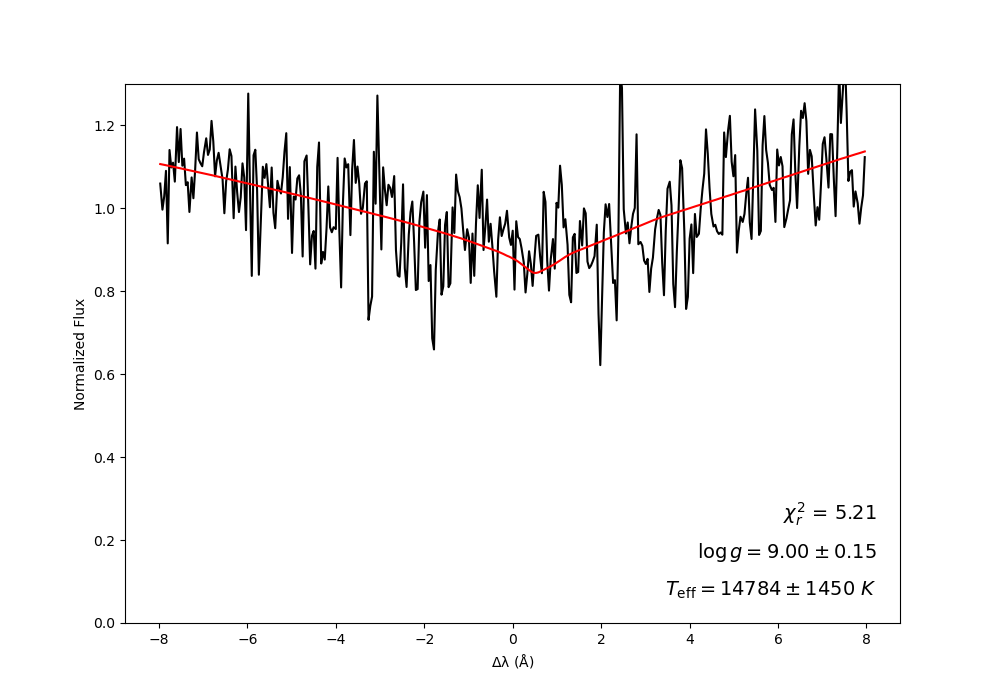 1.2
1.0
0.8
0.6
0.4
0.2
0.0
Normalized Flux
χ²ᵣ = 5.21
log g = 9.00 ± 0.15
T_eff = 14784 ± 1450 K
−8 −6 −4 −2 0 2 4 6 8
Δλ (Å)